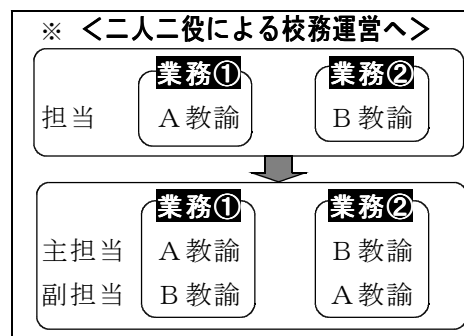 ※ <二人二役による校務運営へ>
業務① 業務②
担当 A教諭 B教諭
業務① 業務②
主担当 A教諭 B教諭
副担当 B教諭 A教諭